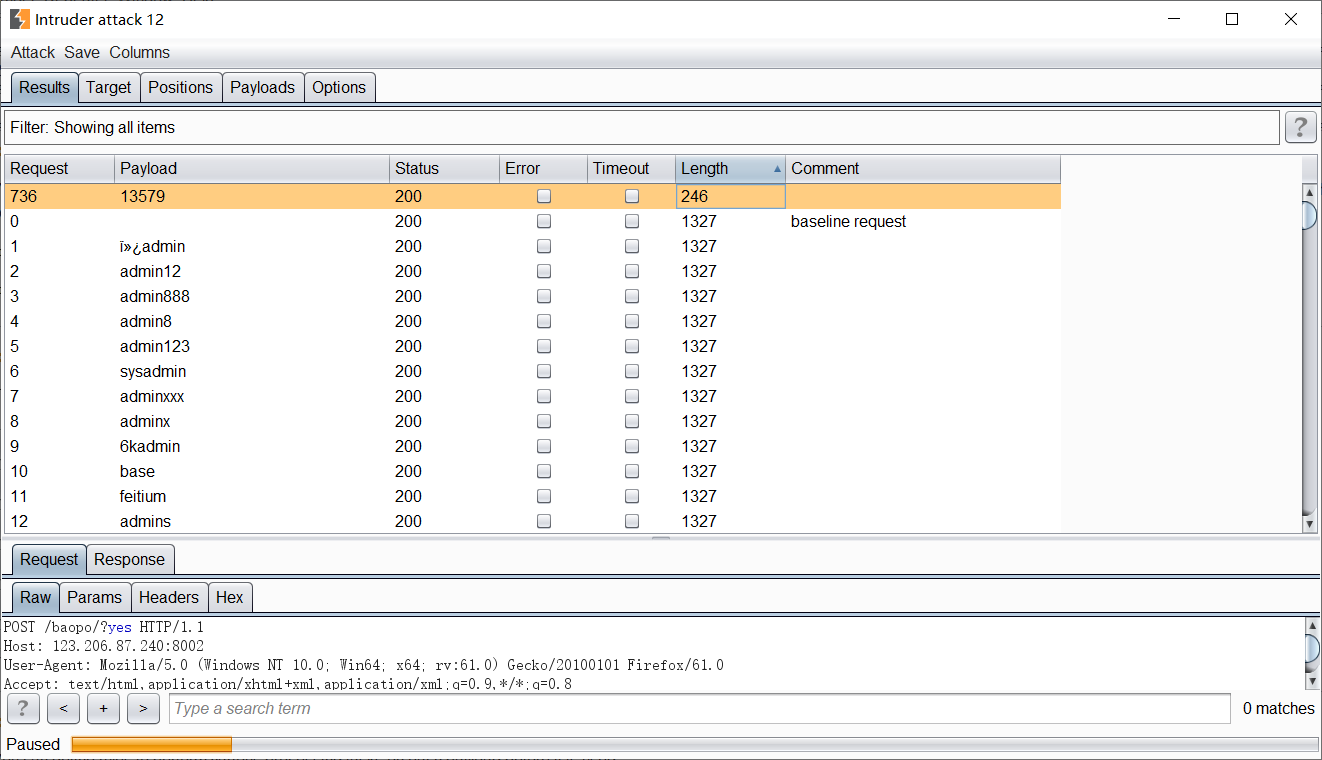 Intruder attack 12
Attack Save Columns
Results Target Positions Payloads Options
Filter: Showing all items ?
Request Payload Status Error Timeout Length Comment
736 13579 200 246
0 200 1327 baseline request
1 ï»¿admin 200 1327
2 admin12 200 1327
3 admin888 200 1327
4 admin8 200 1327
5 admin123 200 1327
6 sysadmin 200 1327
7 adminxxx 200 1327
8 adminx 200 1327
9 6kadmin 200 1327
10 base 200 1327
11 feitium 200 1327
12 admins 200 1327
Request Response
Raw Params Headers Hex
POST /baopo/?yes HTTP/1.1
Host: 123.206.87.240:8002
User-Agent: Mozilla/5.0 (Windows NT 10.0; Win64; x64; rv:61.0) Gecko/20100101 Firefox/61.0
Accept: text/html,application/xhtml+xml,application/xml;q=0.9,*/*;q=0.8
? < + > Type a search term 0 matches
Paused